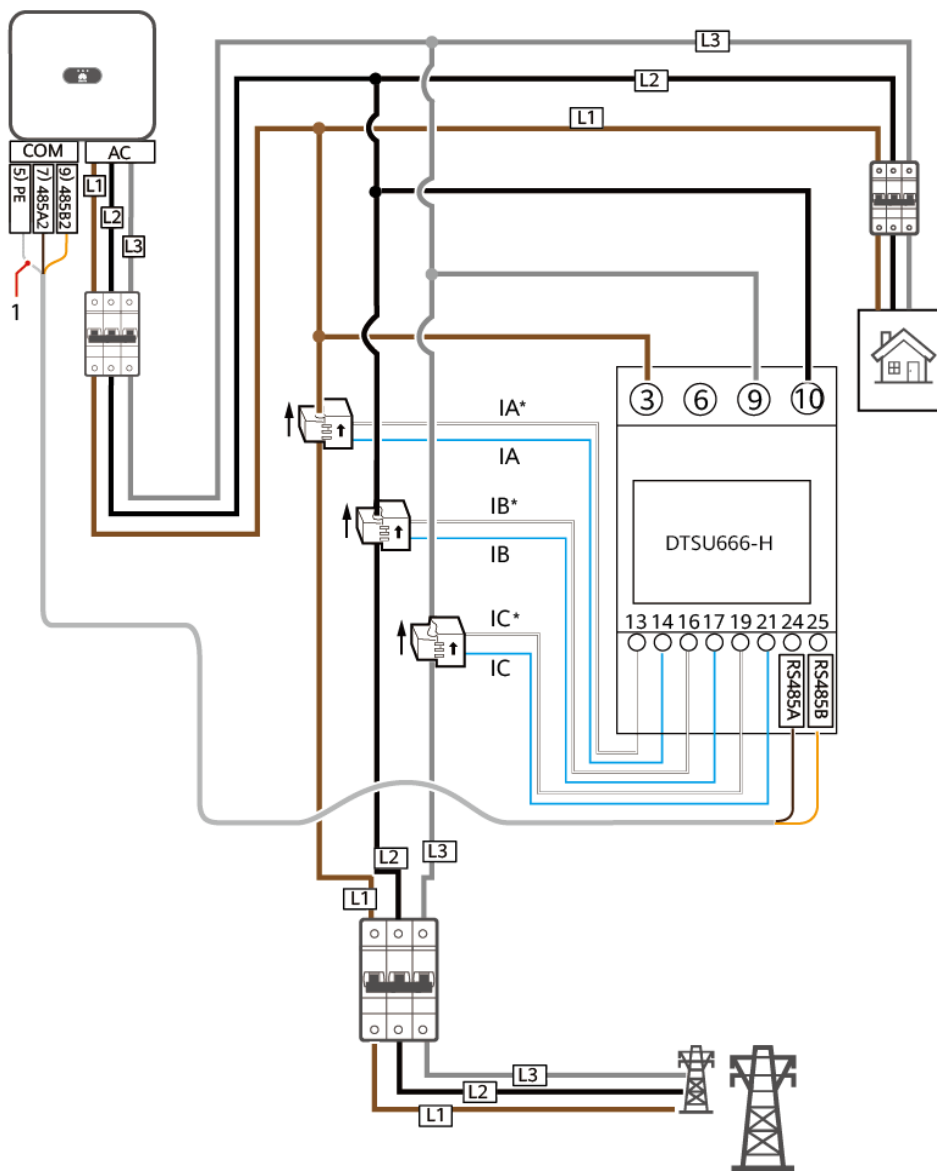 L3
L2
L1
COM
AC
5) PE
7) 485A2
9) 485B2
L1
L2
L3
1
3
6
9
10
IA*
IA
IB*
IB
DTSU666-H
IC*
IC
13 14 16 17 19 21 24 25
RS485A
RS485B
L2
L3
L1
L3
L2
L1